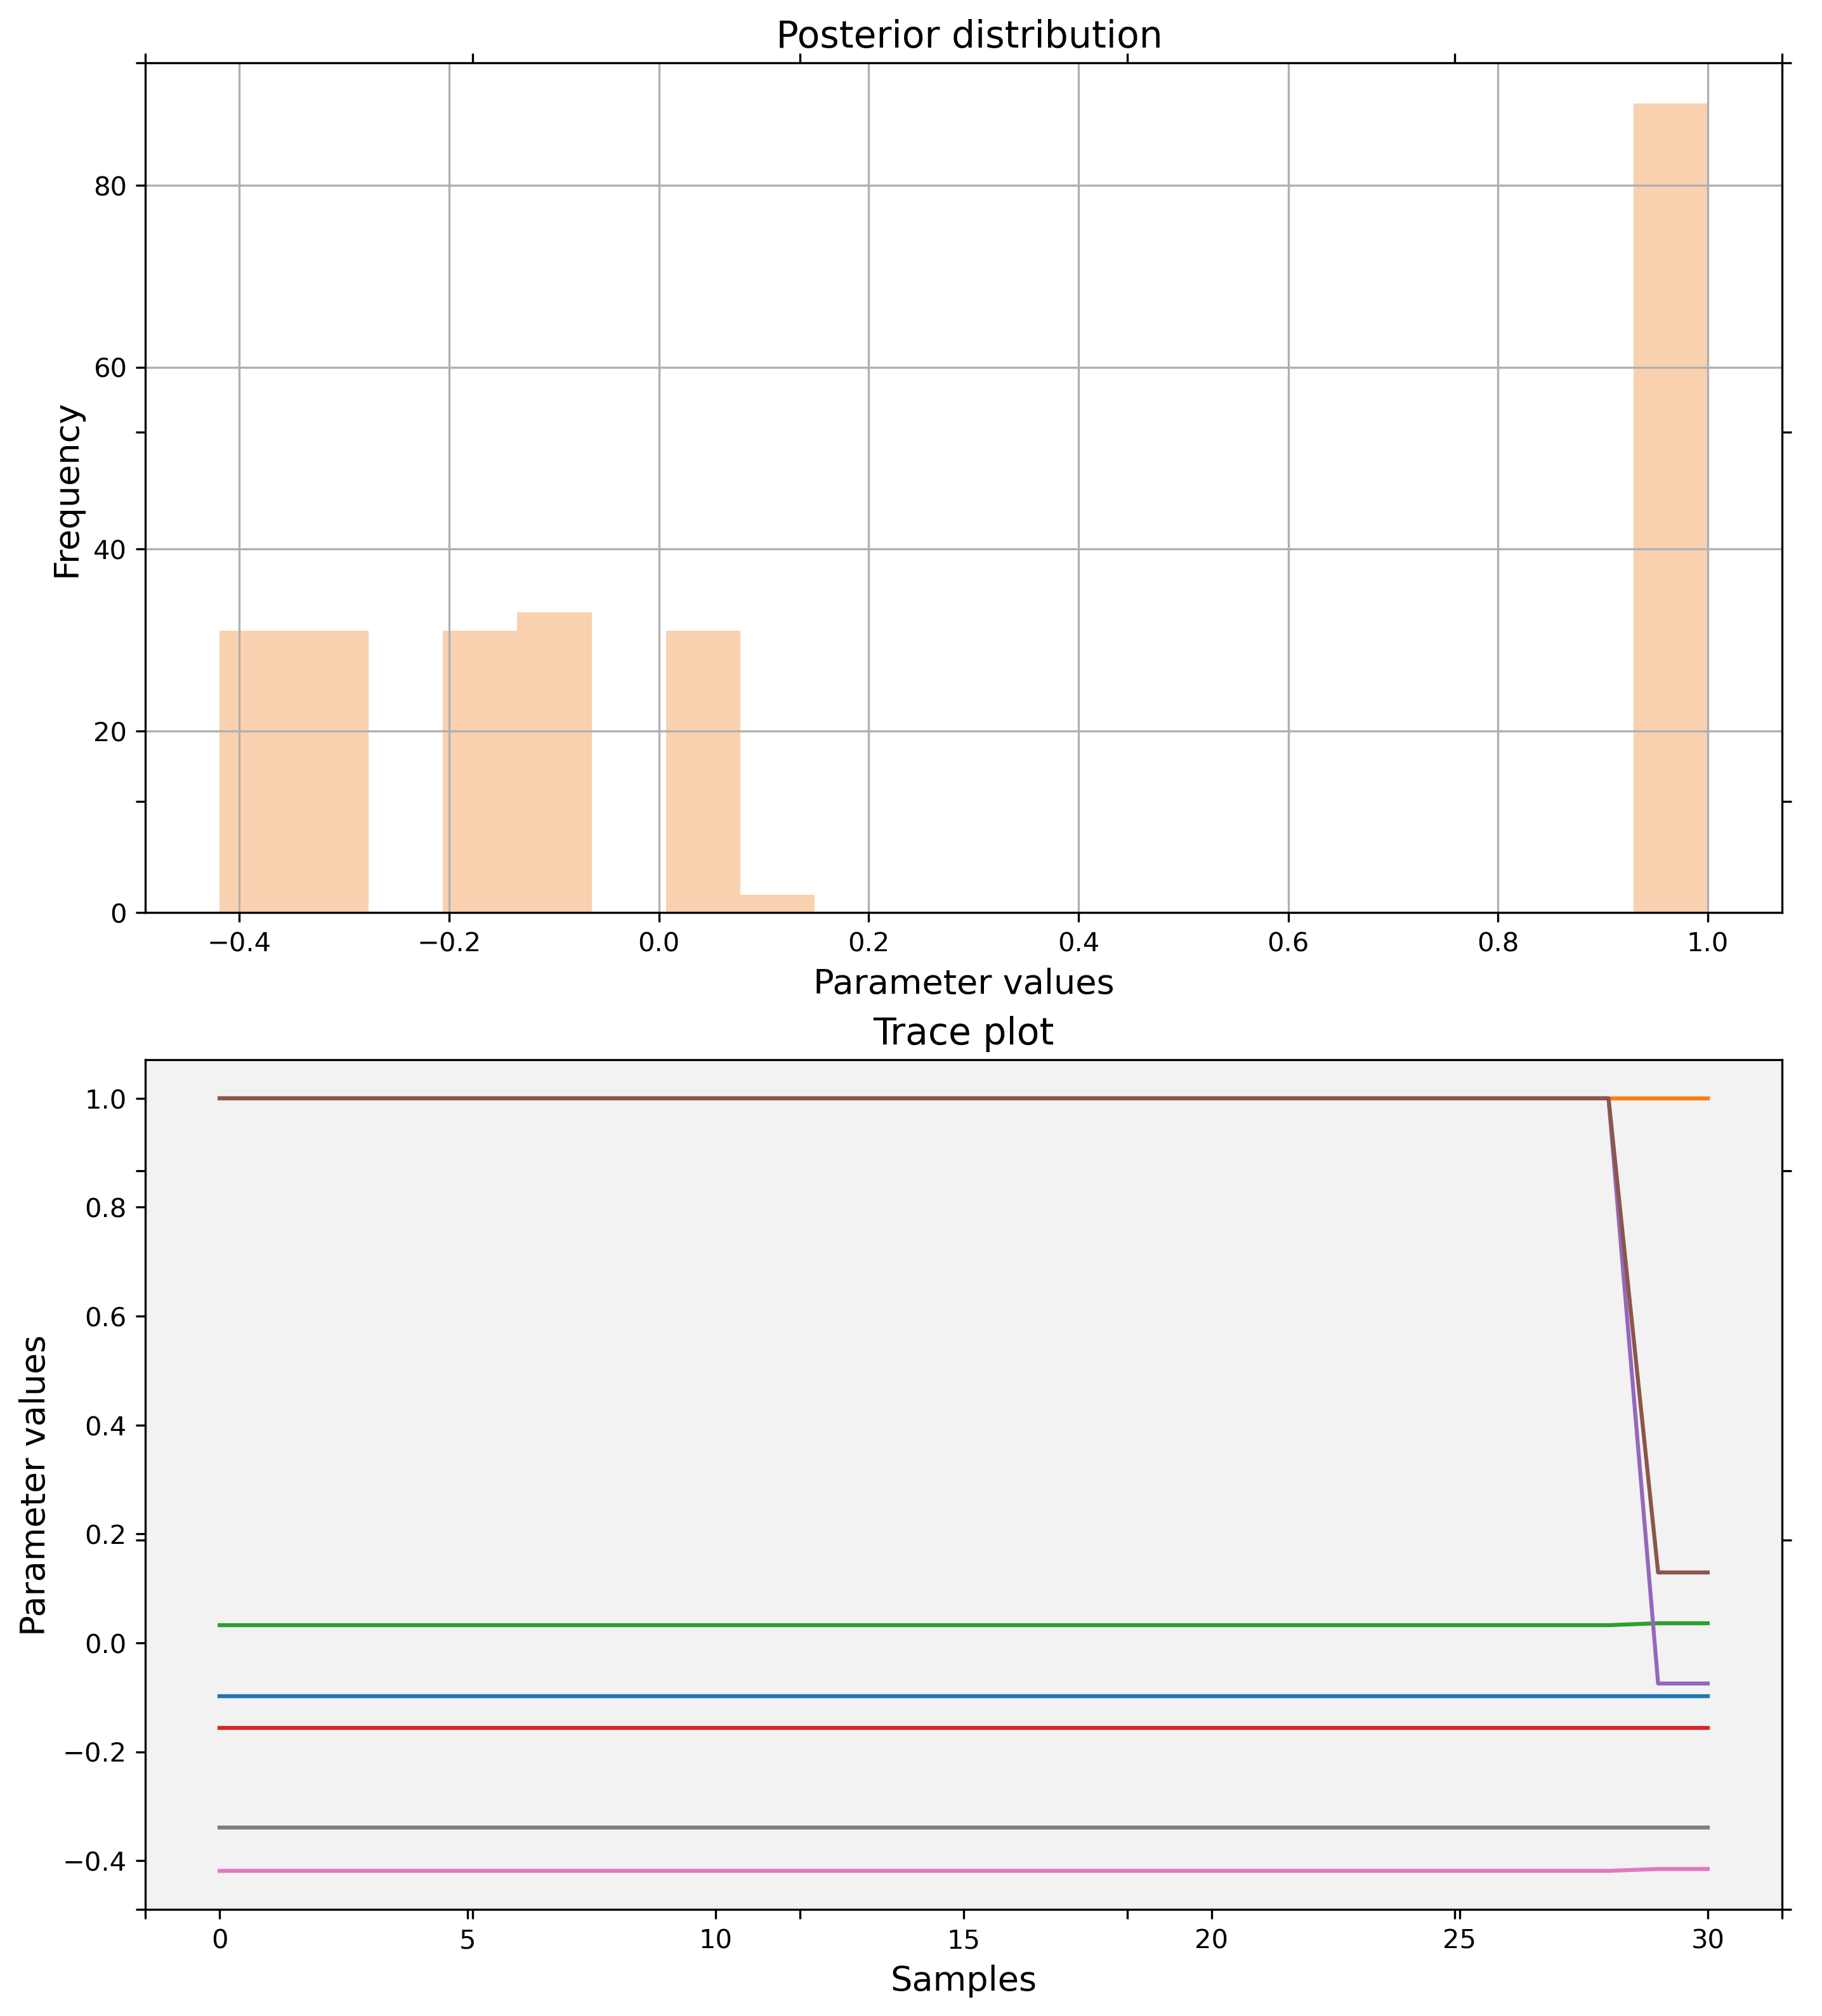 Posterior distribution
80
60
40
20
0
Frequency
−0.4 −0.2 0.0 0.2 0.4 0.6 0.8 1.0
Parameter values
Trace plot
1.0
0.8
0.6
0.4
0.2
0.0
−0.2
−0.4
Parameter values
0 5 10 15 20 25 30
Samples